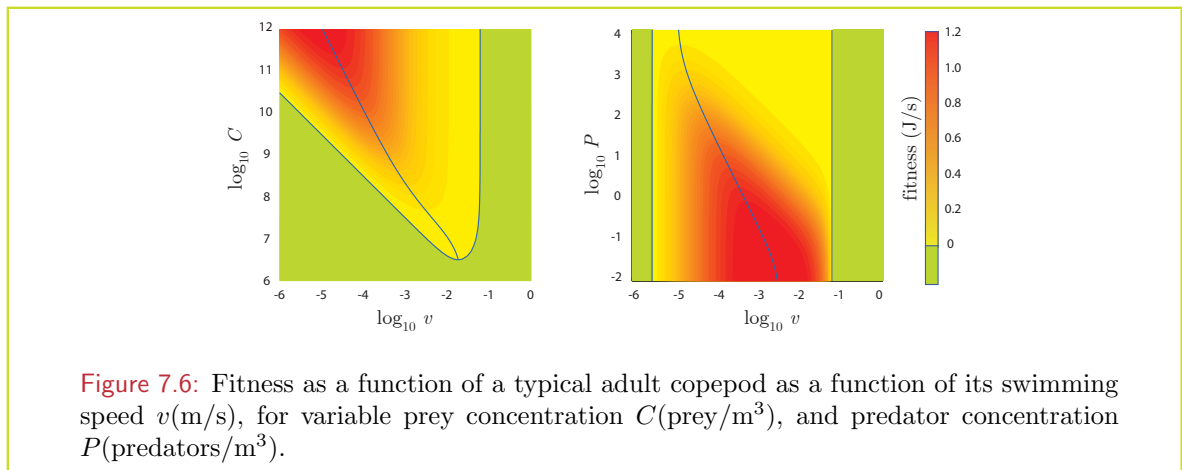 12
11
10
9
8
7
6
log₁₀ C
-6 -5 -4 -3 -2 -1 0
log₁₀ v
4
3
2
1
0
-1
-2
log₁₀ P
-6 -5 -4 -3 -2 -1 0
log₁₀ v
fitness (J/s)
1.2
1.0
0.8
0.6
0.4
0.2
0
Figure 7.6: Fitness as a function of a typical adult copepod as a function of its swimming
speed v(m/s), for variable prey concentration C(prey/m³), and predator concentration
P(predators/m³).